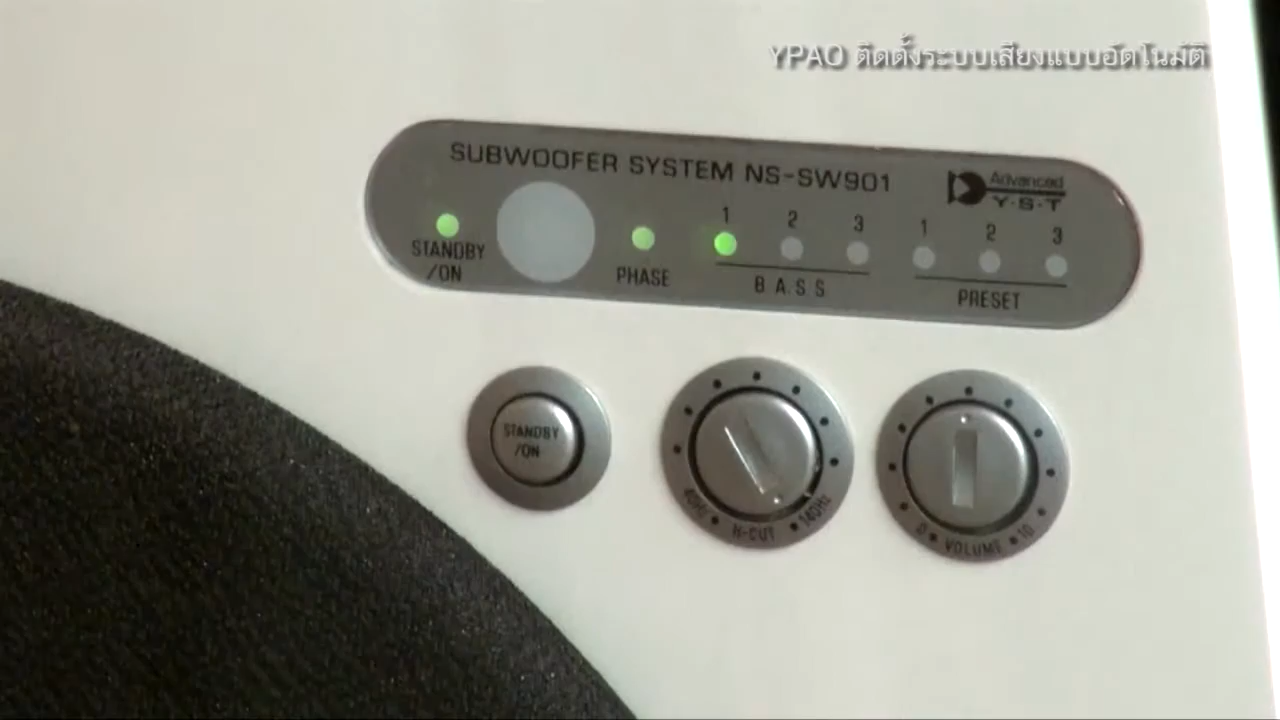 YPAO ติดตั้งระบบเสียงแบบอัตโนมัติ
SUBWOOFER SYSTEM NS-SW901
Advanced
Y·S·T
STANDBY
/ON
PHASE
1 2 3
B.A.S.S
1 2 3
PRESET
STANDBY
/ON
40Hz H-CUT 140Hz
0 VOLUME 10